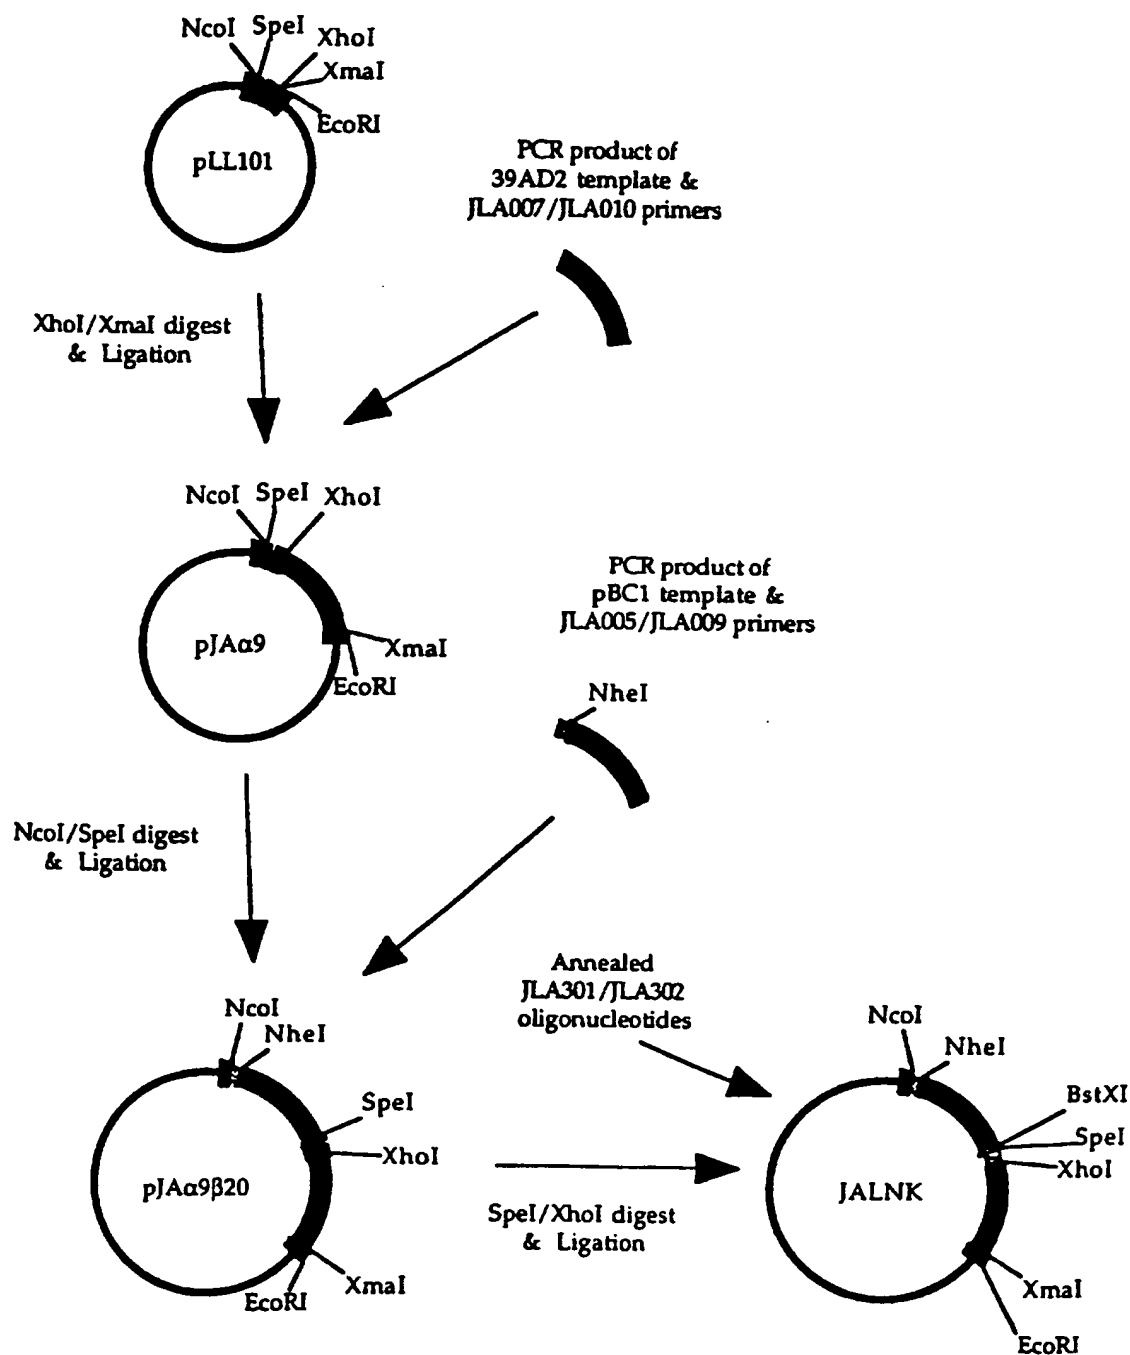 NcoI
SpeI
XhoI
XmaI
EcoRI
pLL101
PCR product of
39AD2 template &
JLA007/JLA010 primers
XhoI/XmaI digest
& Ligation
NcoI
SpeI
XhoI
pJAα9
XmaI
EcoRI
PCR product of
pBC1 template &
JLA005/JLA009 primers
NheI
NcoI/SpeI digest
& Ligation
Annealed
JLA301/JLA302
oligonucleotides
NcoI
NheI
SpeI
XhoI
pJAα9β20
XmaI
EcoRI
SpeI/XhoI digest
& Ligation
NcoI
NheI
BstXI
SpeI
XhoI
JALNK
XmaI
EcoRI